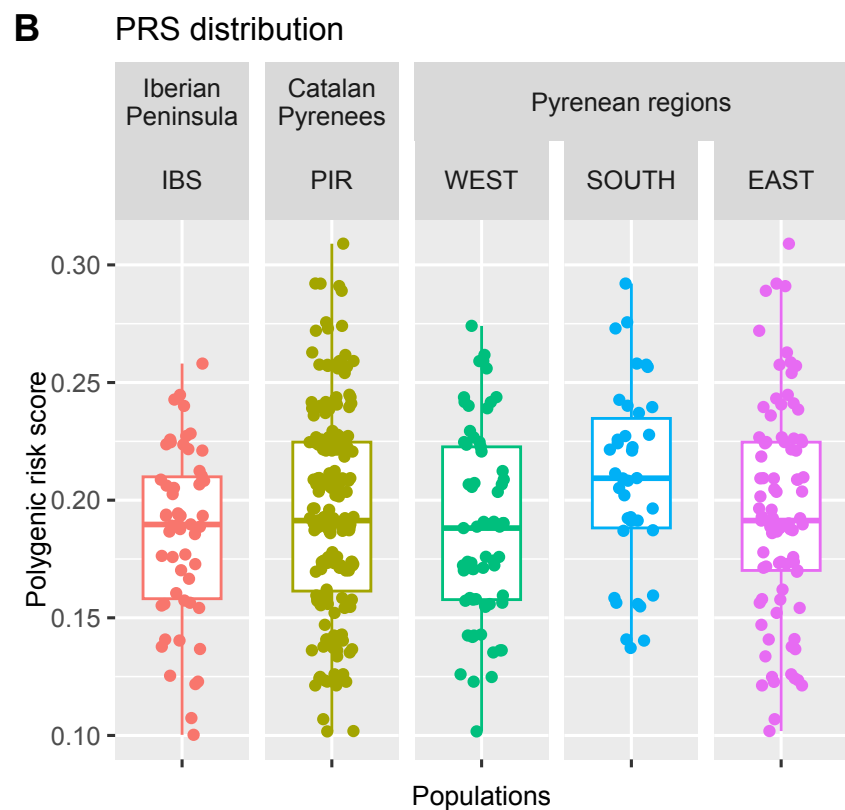 B PRS distribution
Iberian
Peninsula
Catalan
Pyrenees
Pyrenean regions
IBS
PIR
WEST
SOUTH
EAST
Polygenic risk score
0.30
0.25
0.20
0.15
0.10
Populations